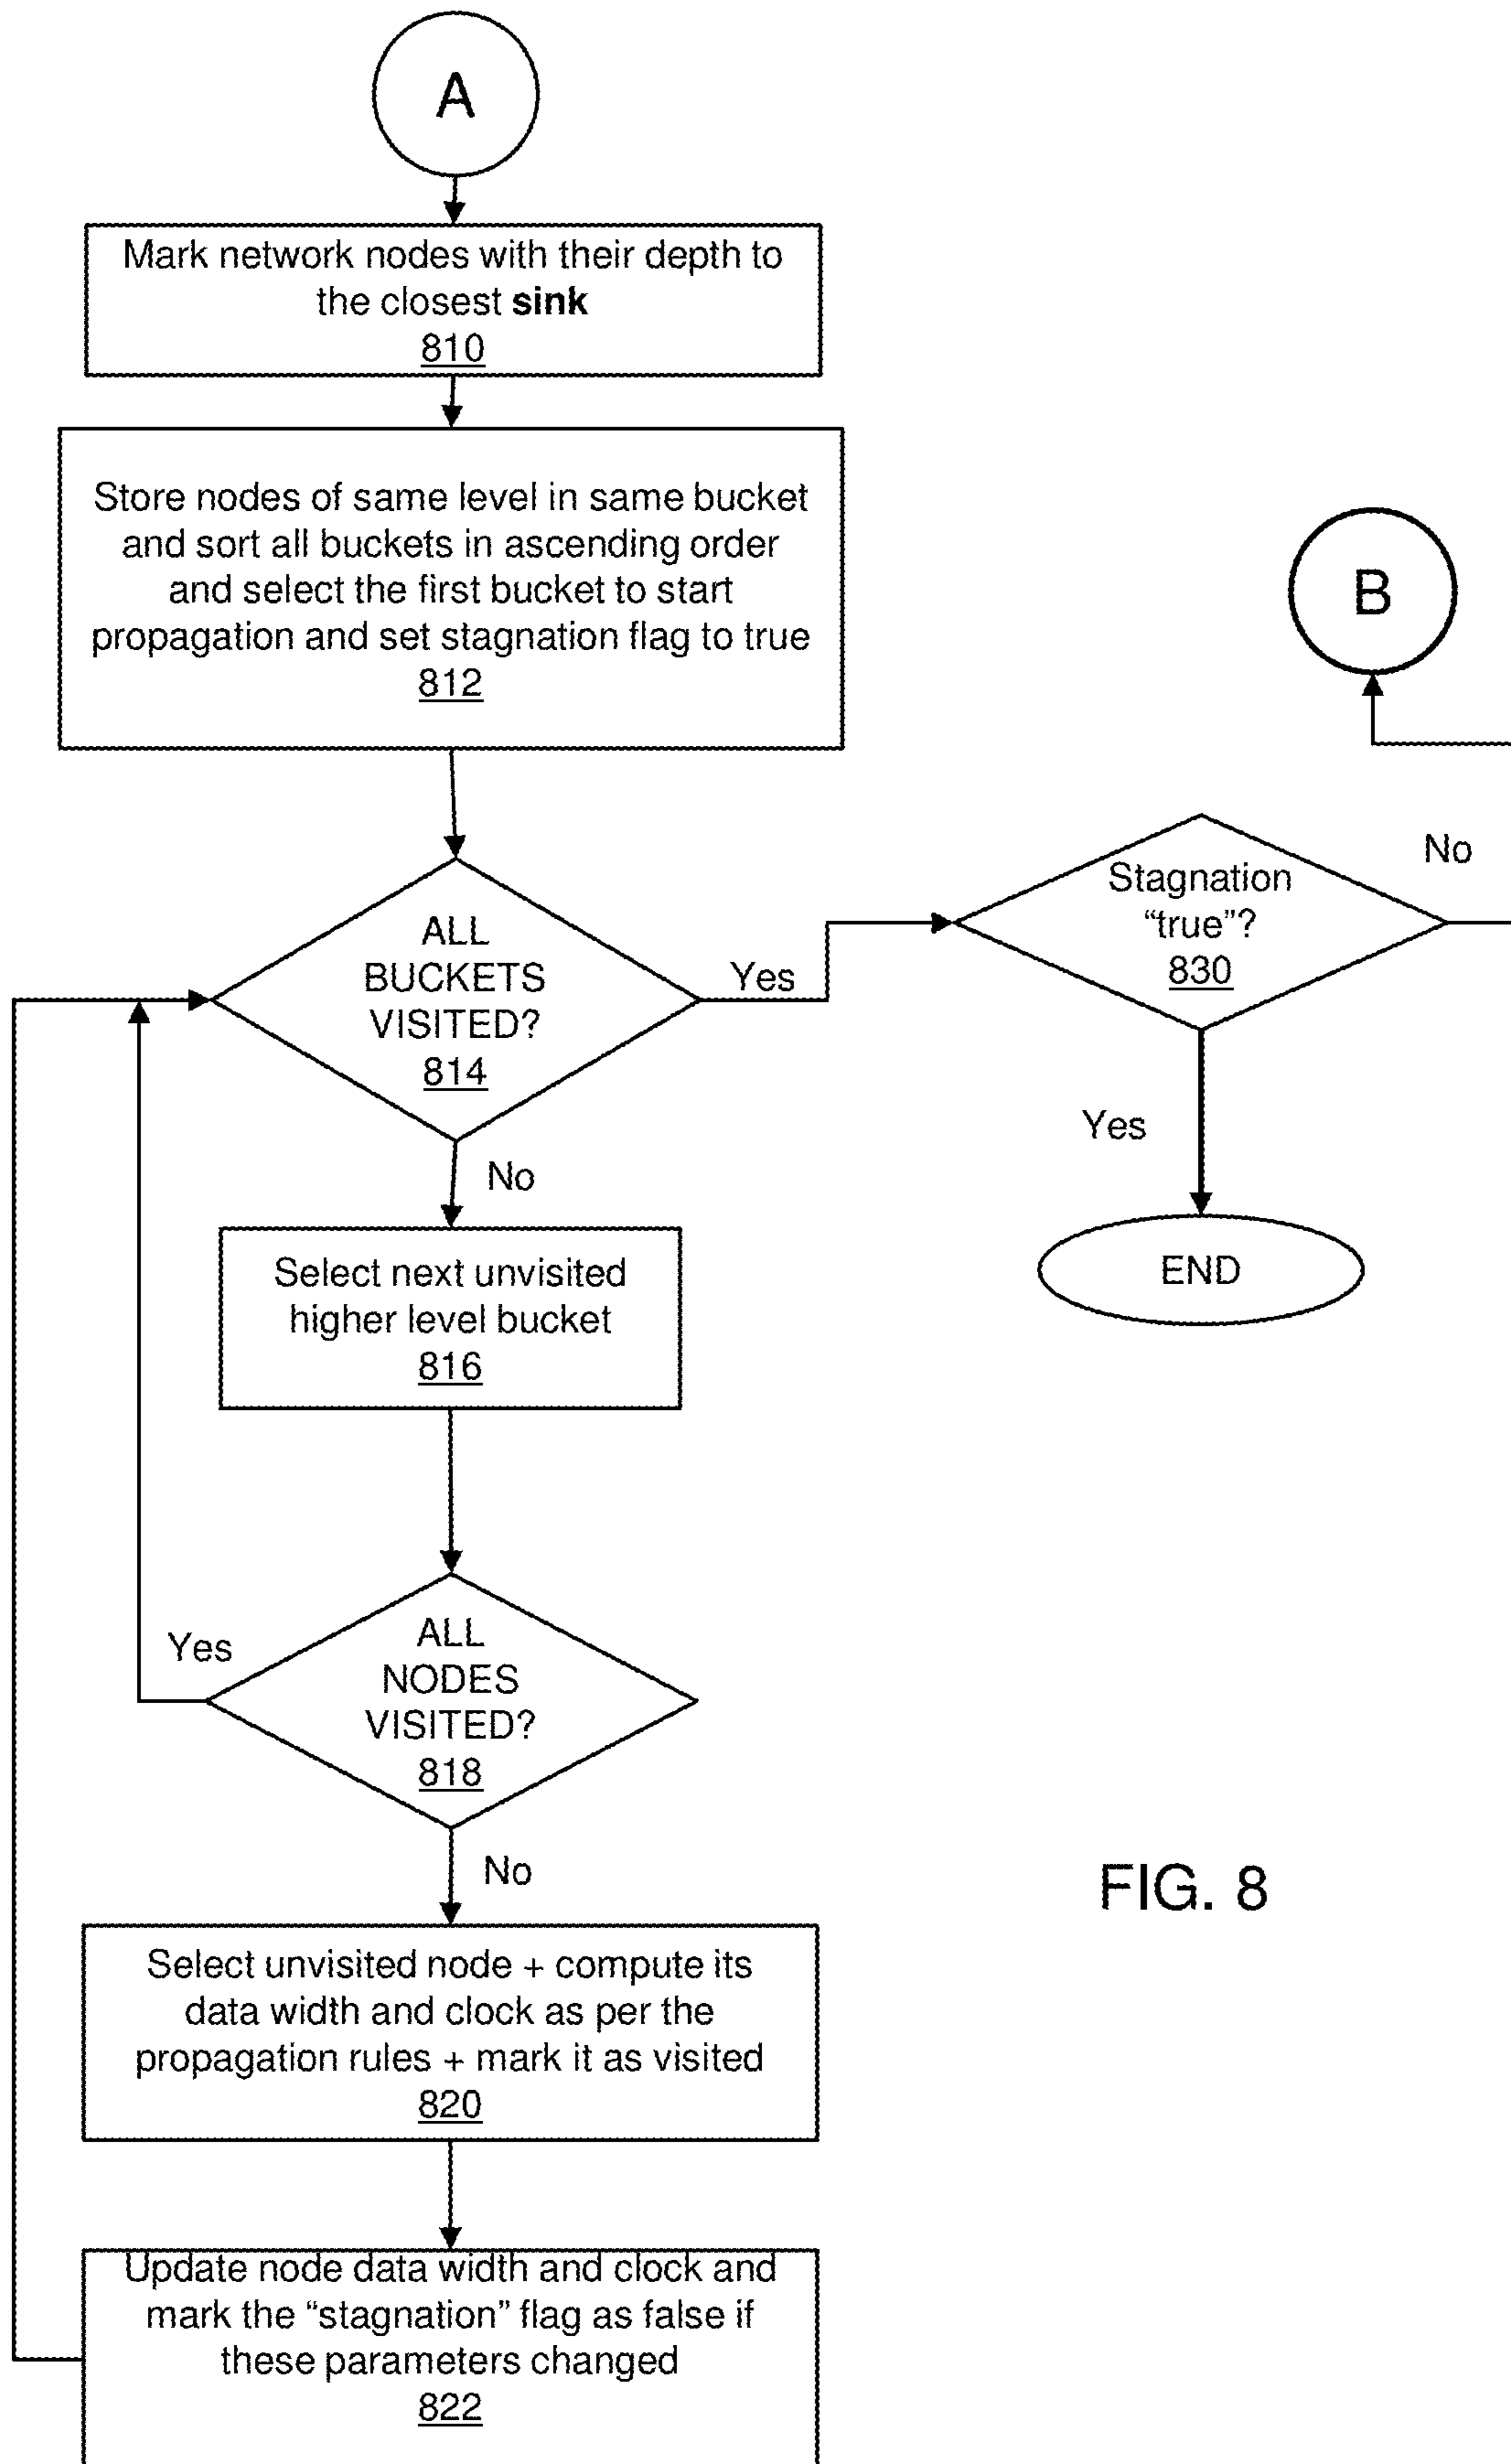 A
Mark network nodes with their depth to
the closest sink
810
Store nodes of same level in same bucket
and sort all buckets in ascending order
and select the first bucket to start
propagation and set stagnation flag to true
812
B
ALL
BUCKETS
VISITED?
814
Yes
No
Stagnation
“true”?
830
No
Yes
END
Select next unvisited
higher level bucket
816
ALL
NODES
VISITED?
818
Yes
No
Select unvisited node + compute its
data width and clock as per the
propagation rules + mark it as visited
820
Update node data width and clock and
mark the “stagnation” flag as false if
these parameters changed
822
FIG. 8